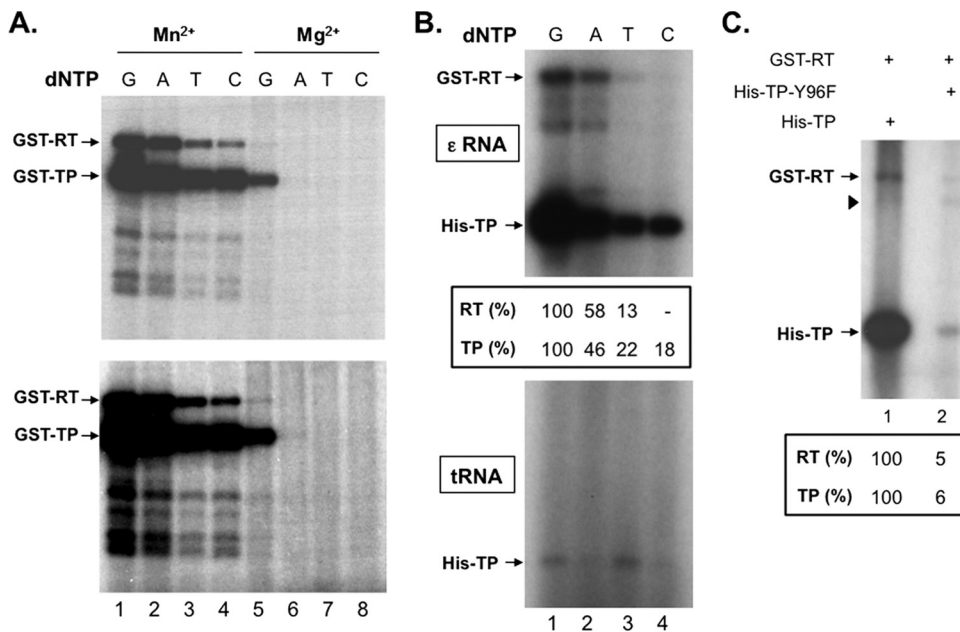 A.
Mn2+ Mg2+
dNTP G A T C G A T C
GST-RT
GST-TP
GST-RT
GST-TP
1 2 3 4 5 6 7 8
B.
dNTP G A T C
GST-RT
ε RNA
His-TP
RT (%) 100 58 13 -
TP (%) 100 46 22 18
tRNA
His-TP
1 2 3 4
C.
GST-RT + +
His-TP-Y96F +
His-TP +
GST-RT
His-TP
1 2
RT (%) 100 5
TP (%) 100 6